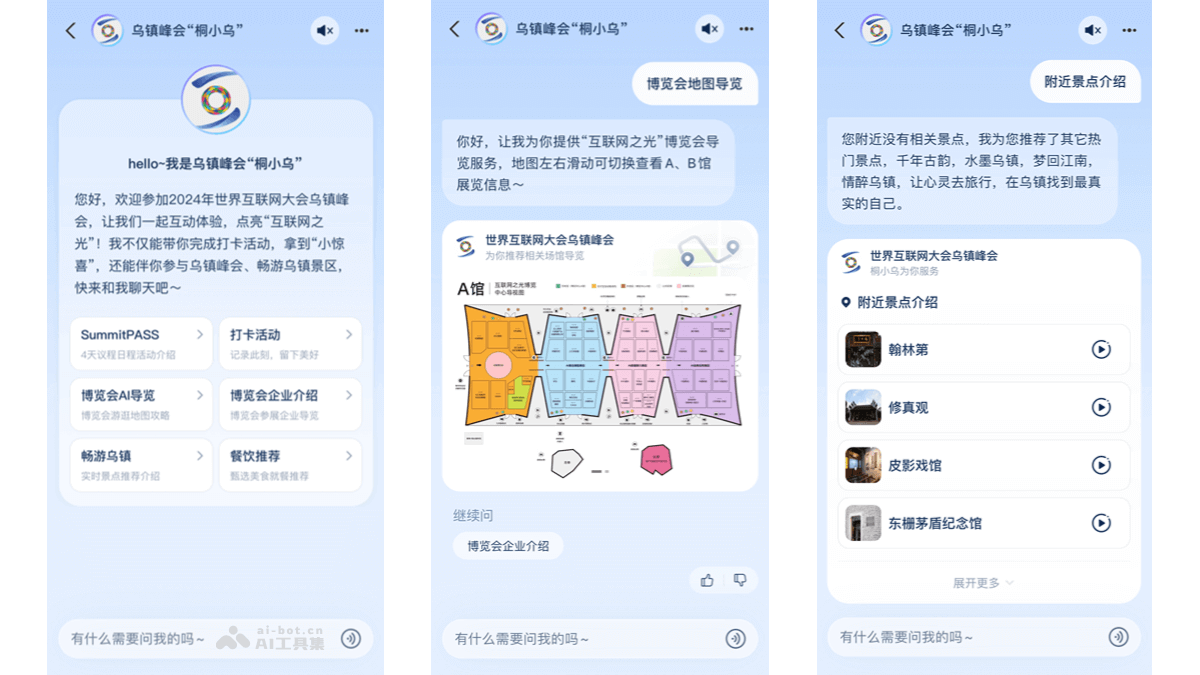 乌镇峰会“桐小乌”
hello~我是乌镇峰会“桐小乌”
您好，欢迎参加2024年世界互联网大会乌镇峰
会，让我们一起互动体验，点亮“互联网之
光”！我不仅能带你完成打卡活动，拿到“小惊
喜”，还能伴你参与乌镇峰会、畅游乌镇景区，
快来和我聊天吧～
SummitPASS
4天议程日程活动介绍
打卡活动
记录此刻，留下美好
博览会AI导览
博览会游逛地图攻略
博览会企业介绍
博览会参展企业导览
畅游乌镇
实时景点推荐介绍
餐饮推荐
甄选美食就餐推荐
有什么需要问我的吗～
ai-bot.cn
AI工具集
乌镇峰会“桐小乌”
博览会地图导览
你好，让我为你提供“互联网之光”博览会导
览服务，地图左右滑动可切换查看A、B馆
展览信息～
世界互联网大会乌镇峰会
为你推荐相关场馆导览
A馆
互联网之光博览
中心导视图
继续问
博览会企业介绍
有什么需要问我的吗～
乌镇峰会“桐小乌”
附近景点介绍
您附近没有相关景点，我为您推荐了其它热
门景点，千年古韵，水墨乌镇，梦回江南，
情醉乌镇，让心灵去旅行，在乌镇找到最真
实的自己。
世界互联网大会乌镇峰会
桐小乌为你服务
附近景点介绍
翰林第
修真观
皮影戏馆
东栅茅盾纪念馆
展开更多
有什么需要问我的吗～